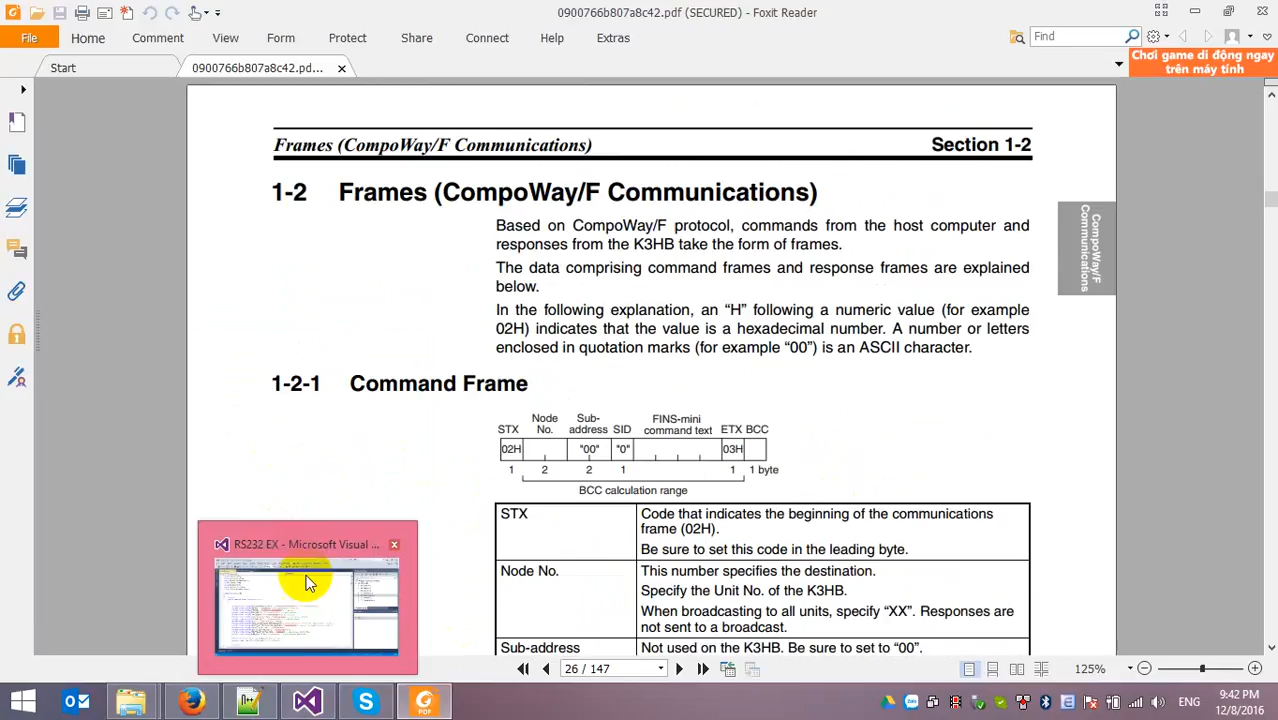 0900766b807a8c42.pdf (SECURED) - Foxit Reader
File Home Comment View Form Protect Share Connect Help Extras
Find
Start
0900766b807a8c42.pd...
Chơi game di động ngay
trên máy tính
Frames (CompoWay/F Communications) Section 1-2
1-2 Frames (CompoWay/F Communications)
CompoWay/F
Communications
Based on CompoWay/F protocol, commands from the host computer and
responses from the K3HB take the form of frames.
The data comprising command frames and response frames are explained
below.
In the following explanation, an “H” following a numeric value (for example
02H) indicates that the value is a hexadecimal number. A number or letters
enclosed in quotation marks (for example “00”) is an ASCII character.
1-2-1 Command Frame
STX Node No. Sub-address SID FINS-mini command text ETX BCC
02H "00" "0" 03H
1 2 2 1 1 1 byte
BCC calculation range
STX Code that indicates the beginning of the communications
frame (02H).
Be sure to set this code in the leading byte.
Node No. This number specifies the destination.
Specify the Unit No. of the K3HB.
When broadcasting to all units, specify “XX”. Responses are
not sent to a broadcast.
Sub-address Not used on the K3HB. Be sure to set to “00”.
RS232 EX - Microsoft Visual ...
26 / 147
125%
ENG
9:42 PM
12/8/2016